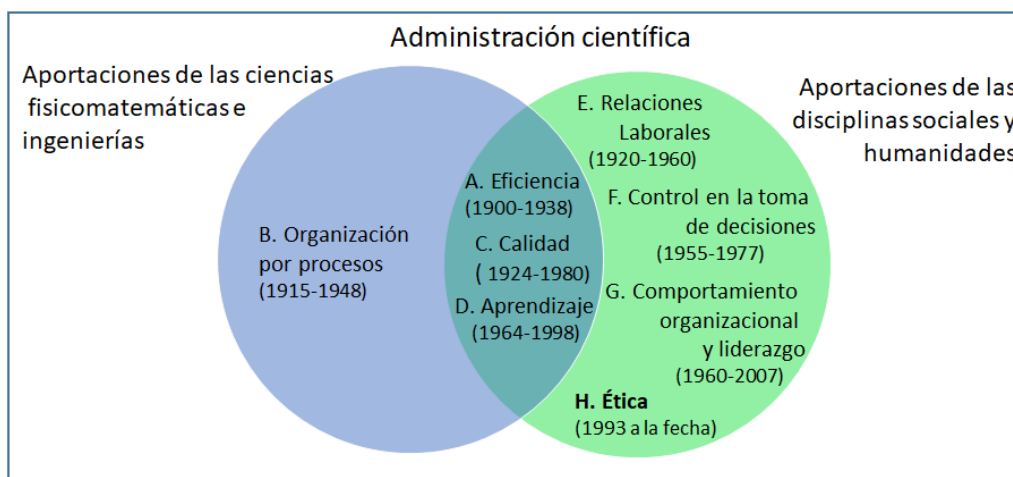 Administración científica
Aportaciones de las ciencias
fisicomatemáticas e
ingenierías
Aportaciones de las
disciplinas sociales y
humanidades
B. Organización
por procesos
(1915-1948)
A. Eficiencia
(1900-1938)
C. Calidad
( 1924-1980)
D. Aprendizaje
(1964-1998)
E. Relaciones
Laborales
(1920-1960)
F. Control en la toma
de decisiones
(1955-1977)
G. Comportamiento
organizacional
y liderazgo
(1960-2007)
H. Ética
(1993 a la fecha)